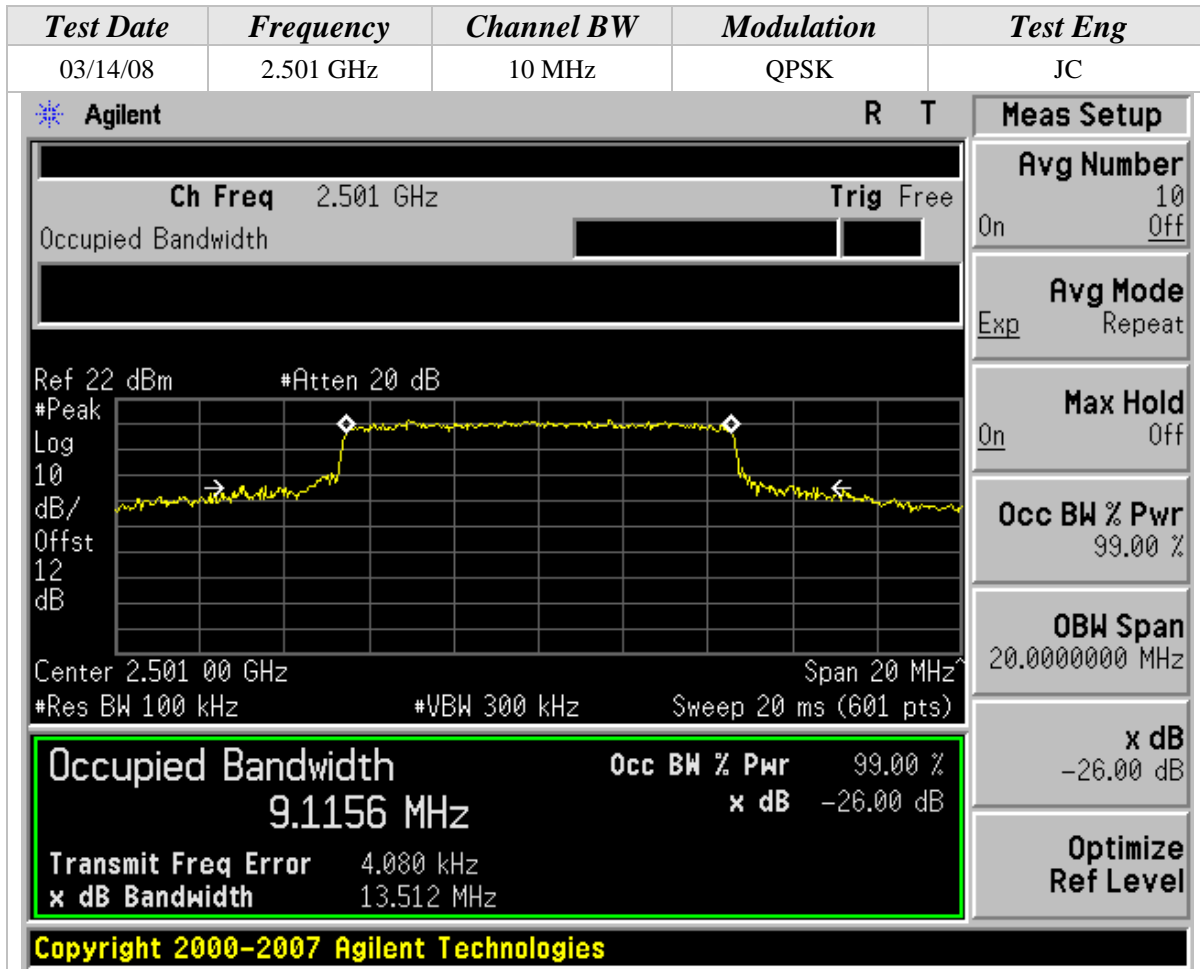 Test Date Frequency Channel BW Modulation Test Eng
03/14/08 2.501 GHz 10 MHz QPSK JC
Agilent R T
Ch Freq 2.501 GHz Trig Free
Occupied Bandwidth
Ref 22 dBm #Atten 20 dB
#Peak
Log
10
dB/
Offst
12
dB
Center 2.501 00 GHz Span 20 MHz^
#Res BW 100 kHz #VBW 300 kHz Sweep 20 ms (601 pts)
Occupied Bandwidth
9.1156 MHz
Occ BW % Pwr 99.00 %
x dB -26.00 dB
Transmit Freq Error 4.080 kHz
x dB Bandwidth 13.512 MHz
Meas Setup
Avg Number
10
On Off
Avg Mode
Exp Repeat
Max Hold
On Off
Occ BW % Pwr
99.00 %
OBW Span
20.0000000 MHz
x dB
-26.00 dB
Optimize
Ref Level
Copyright 2000-2007 Agilent Technologies